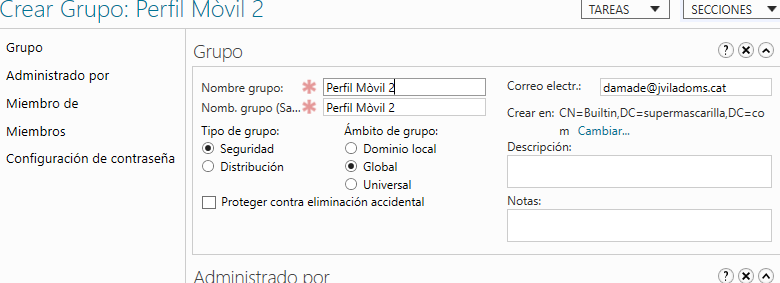 Crear Grupo: Perfil Mòvil 2
TAREAS
SECCIONES
Grupo
Administrado por
Miembro de
Miembros
Configuración de contraseña
Grupo
Nombre grupo: Perfil Mòvil 2
Nomb. grupo (Sa... Perfil Mòvil 2
Tipo de grupo:
Seguridad
Distribución
Ámbito de grupo:
Dominio local
Global
Universal
Proteger contra eliminación accidental
Correo electr.: damade@jviladoms.cat
Crear en: CN=Builtin,DC=supermascarilla,DC=co
m Cambiar...
Descripción:
Notas:
Administrado por